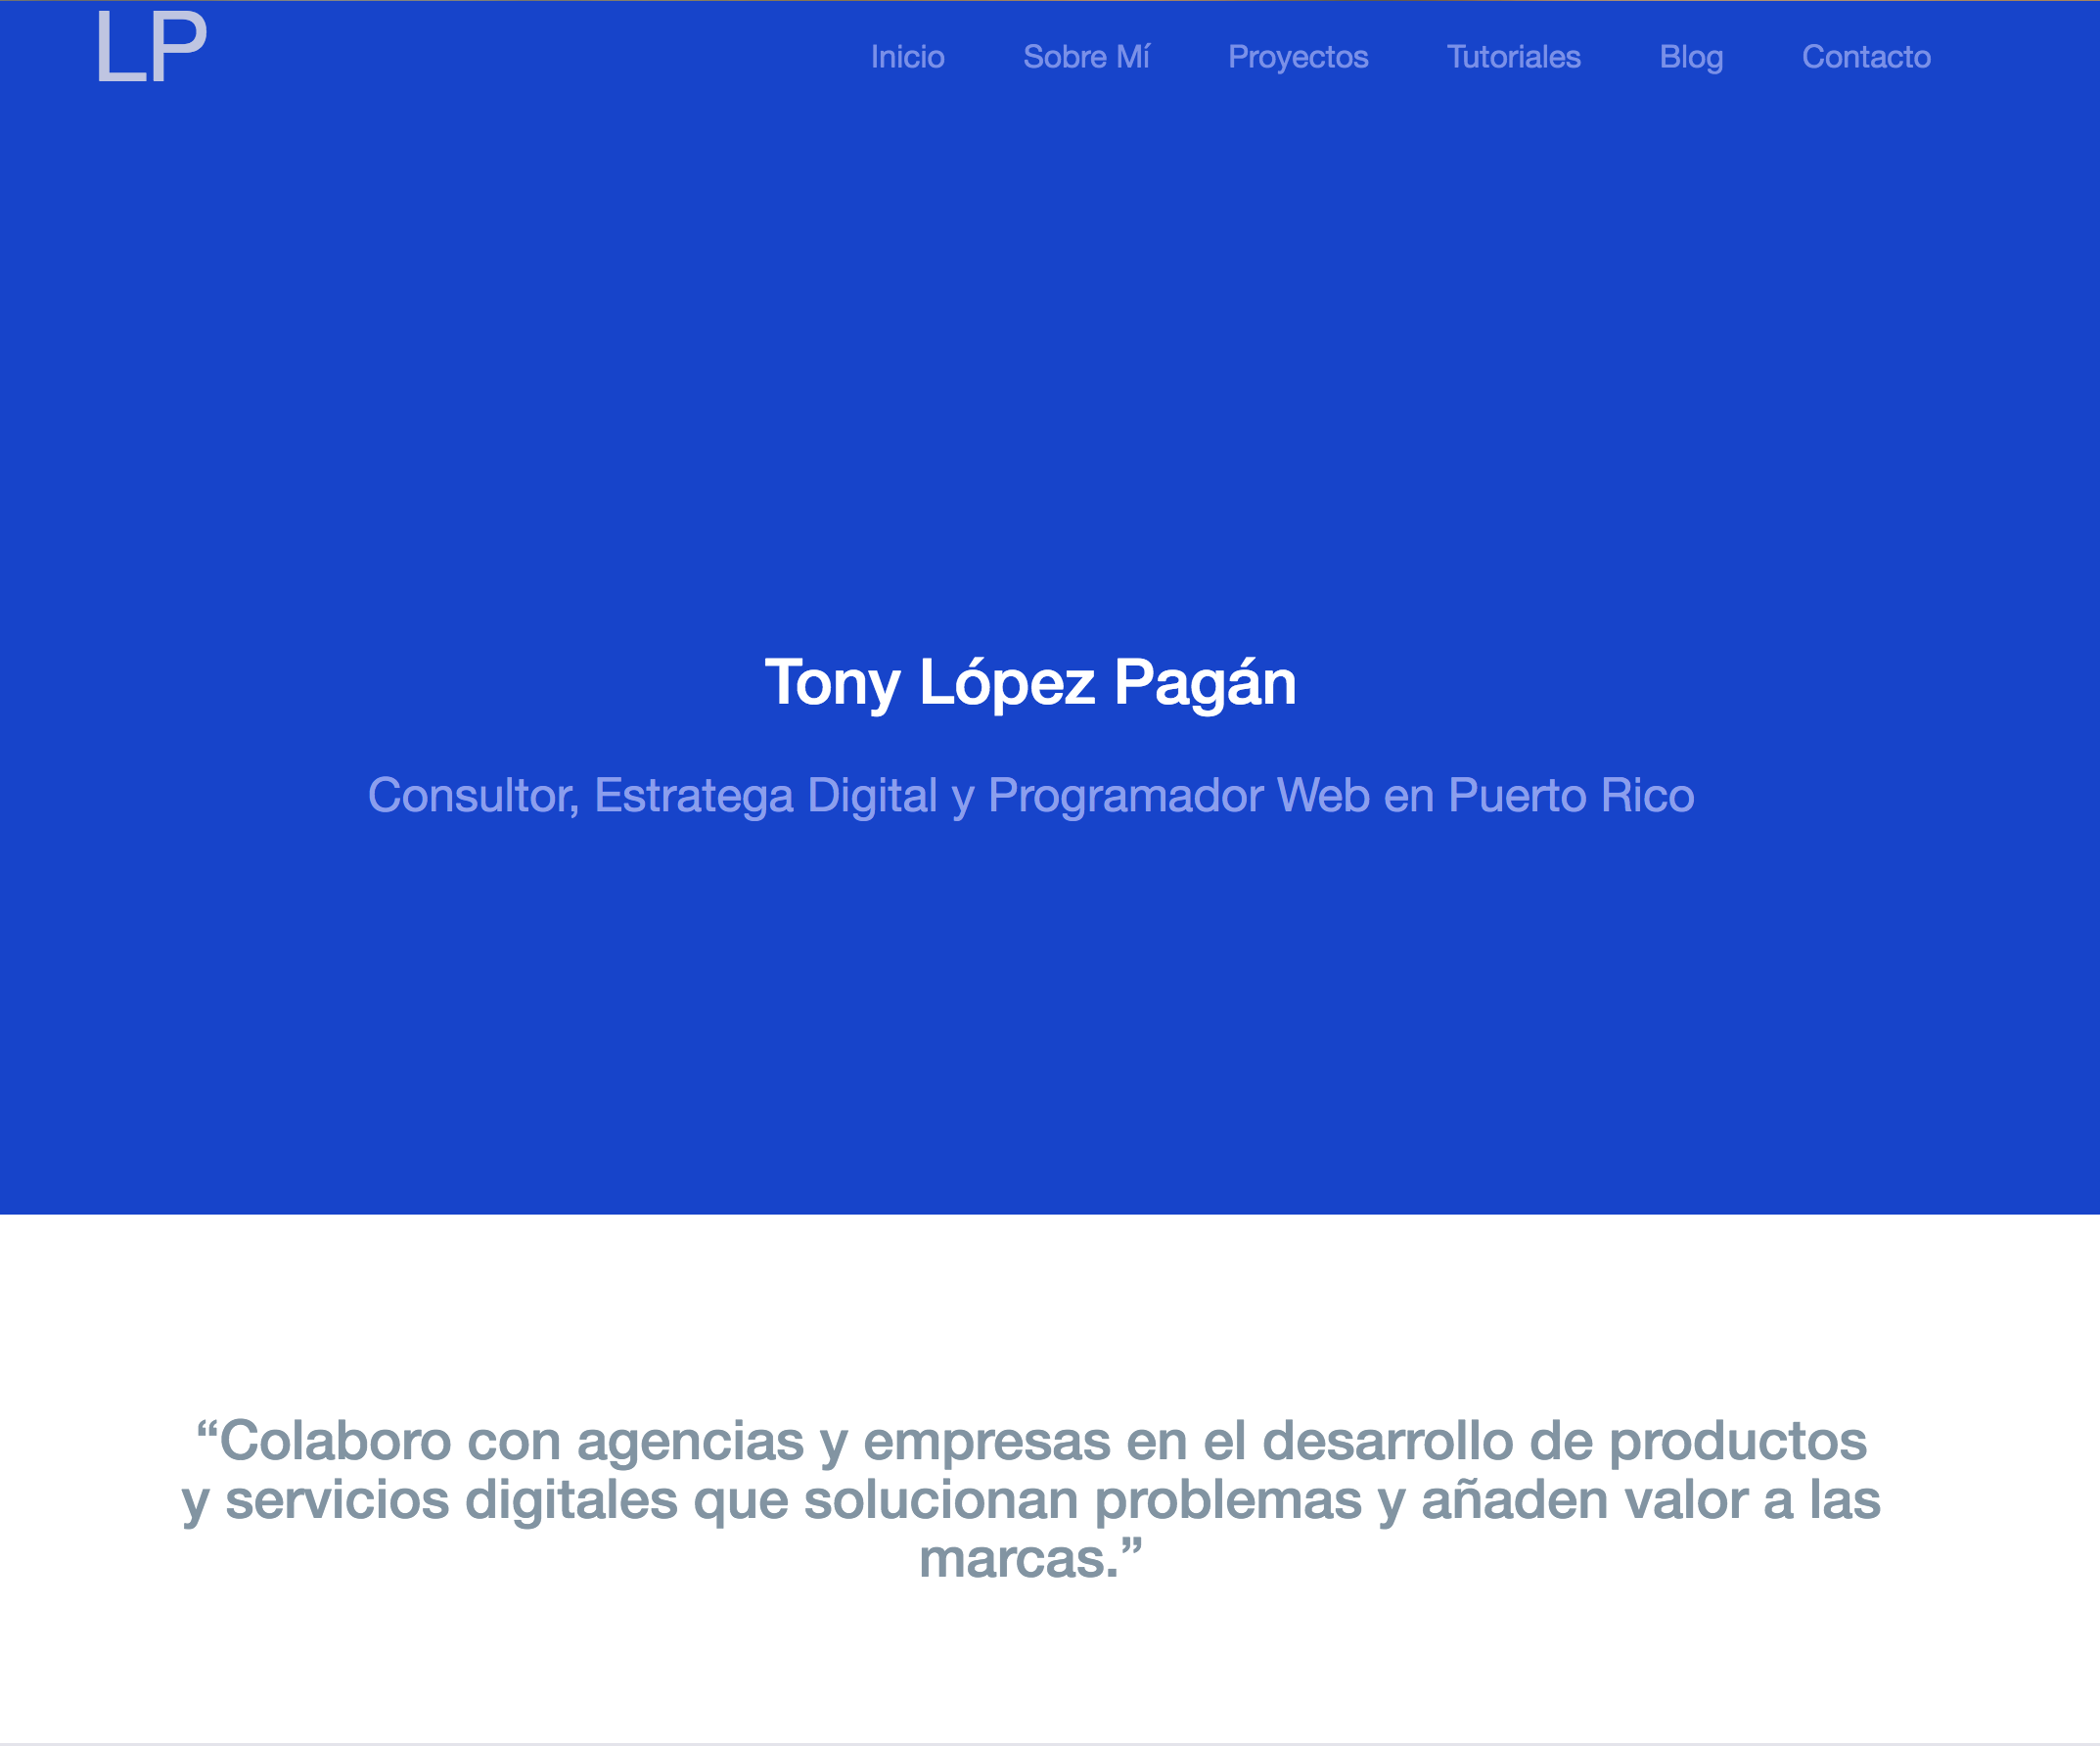 LP
Inicio Sobre Mí Proyectos Tutoriales Blog Contacto
Tony López Pagán
Consultor, Estratega Digital y Programador Web en Puerto Rico
“Colaboro con agencias y empresas en el desarrollo de productos
y servicios digitales que solucionan problemas y añaden valor a las
marcas.”